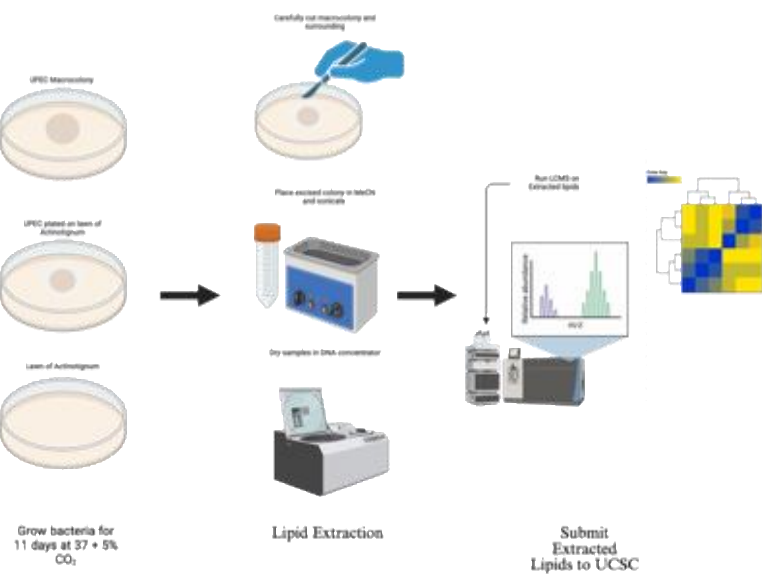 UPEC Macrocolony
UPEC plated on lawn of
Actinotignum
Lawn of Actinotignum
Grow bacteria for
11 days at 37 + 5%
CO₂
Carefully cut macrocolony and
surrounding
Place excised colony in MeCN
and sonicate
Dry samples in DNA concentrator
Lipid Extraction
Run LCMS on
Extracted lipids
Relative abundance
m/z
Submit
Extracted
Lipids to UCSC